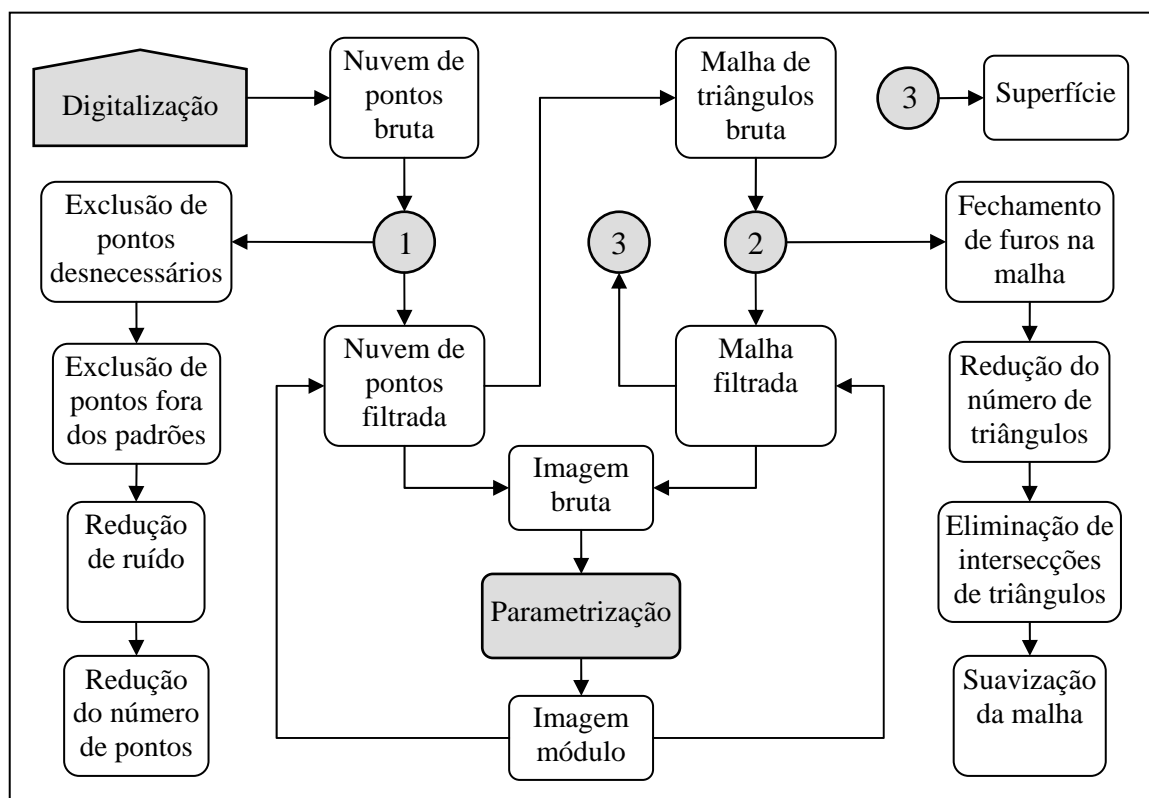 Digitalização
Nuvem de
pontos
bruta
Malha de
triângulos
bruta
3
Superfície
Exclusão de
pontos
desnecessários
1
3
2
Fechamento
de furos na
malha
Exclusão de
pontos fora
dos padrões
Nuvem de
pontos
filtrada
Malha
filtrada
Redução do
número de
triângulos
Imagem
bruta
Redução
de ruído
Eliminação de
intersecções
de triângulos
Parametrização
Redução
do número
de pontos
Imagem
módulo
Suavização
da malha